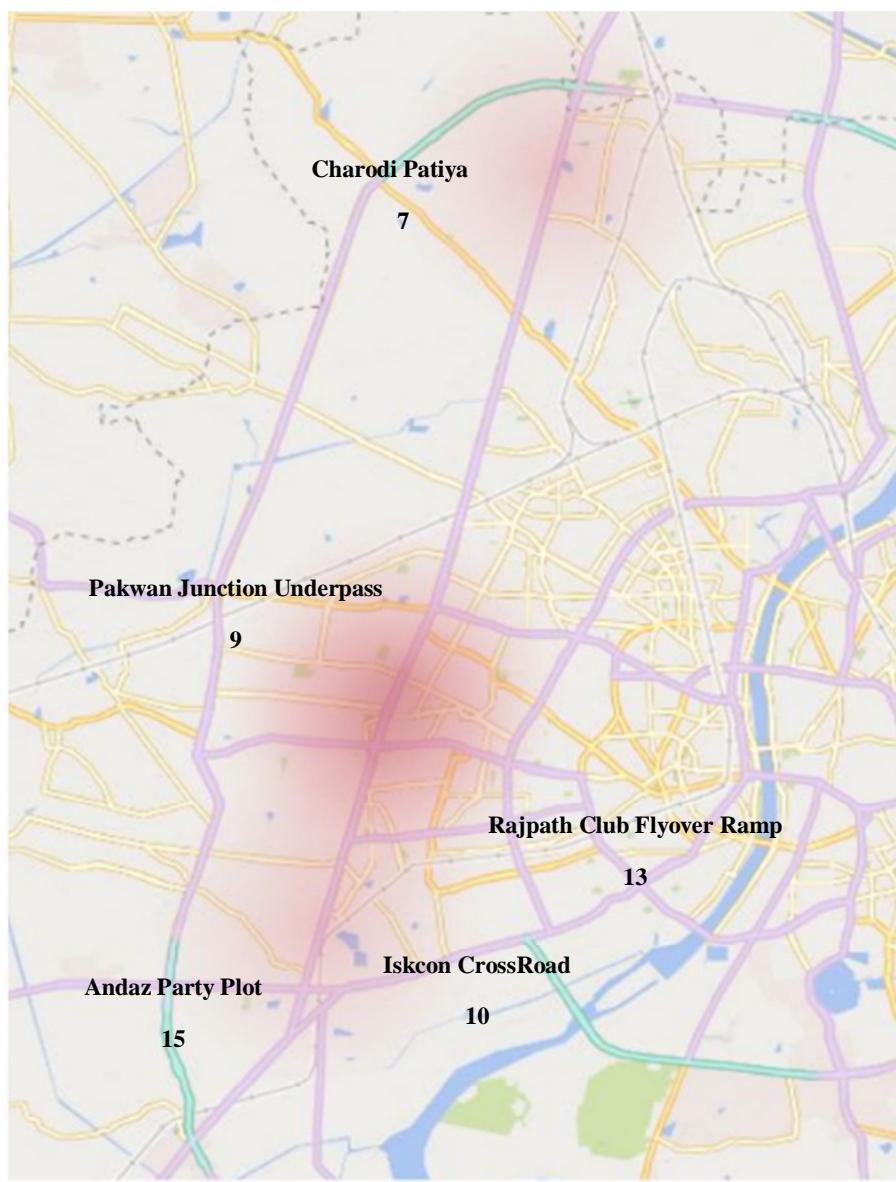 Charodi Patiya
7
Pakwan Junction Underpass
9
Rajpath Club Flyover Ramp
13
Iskcon CrossRoad
10
Andaz Party Plot
15